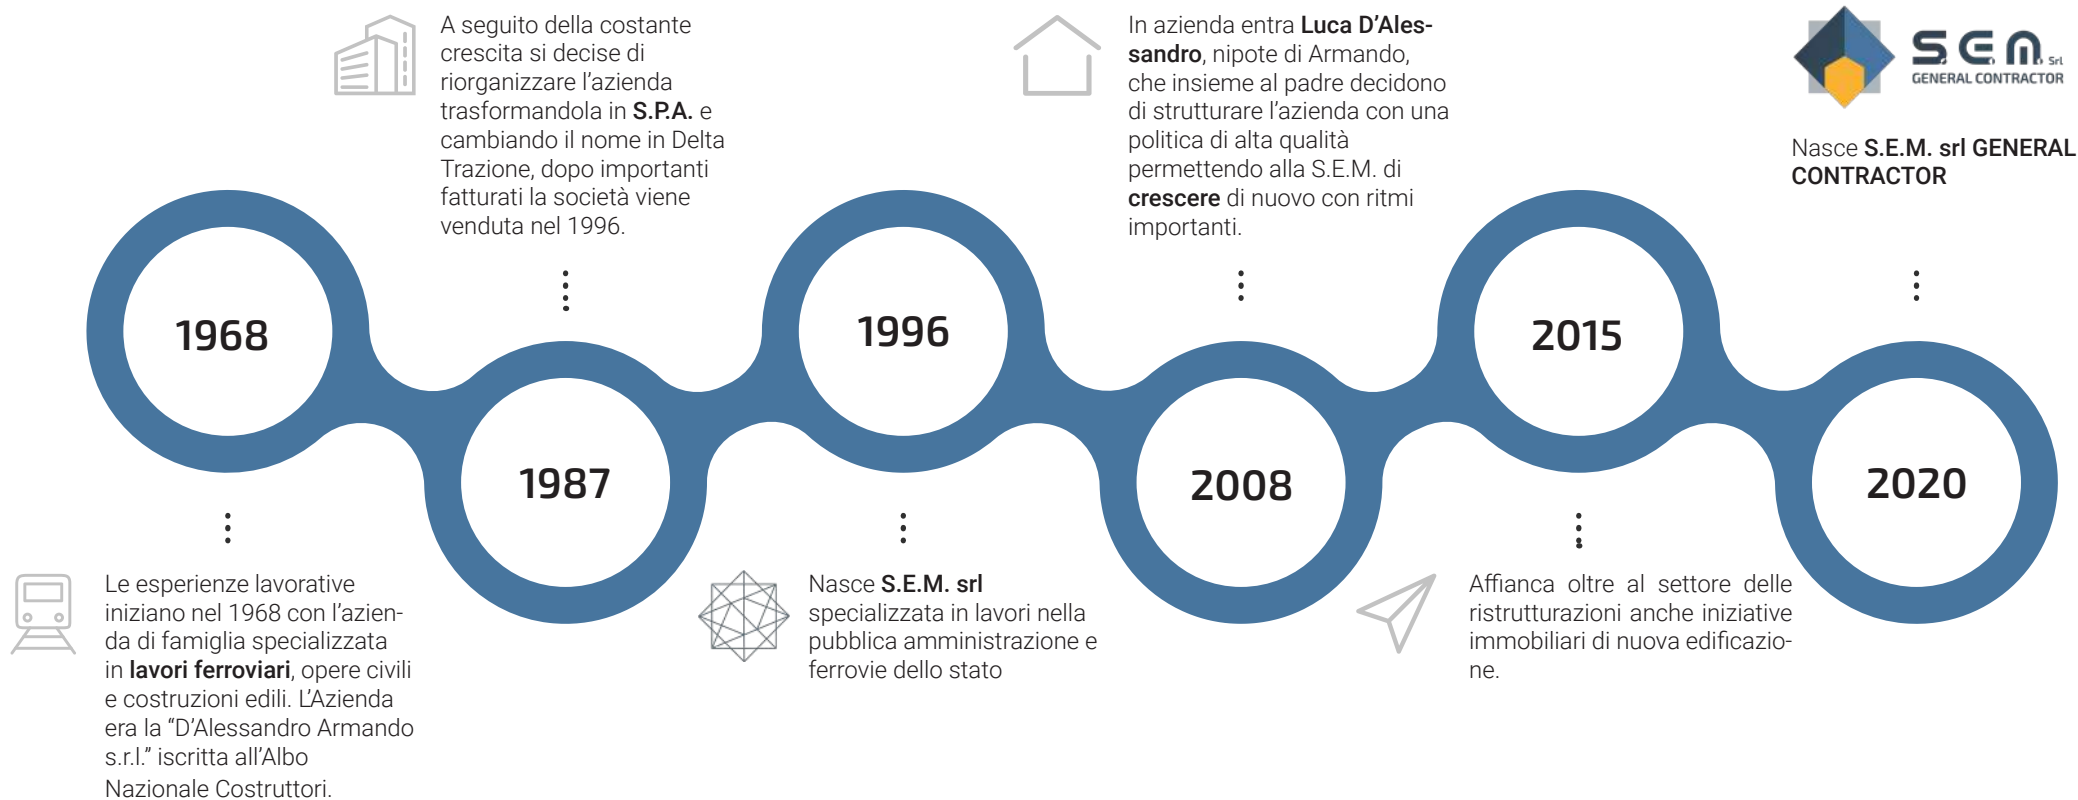 A seguito della costante
crescita si decise di
riorganizzare l'azienda
trasformandola in S.P.A. e
cambiando il nome in Delta
Trazione, dopo importanti
fatturati la società viene
venduta nel 1996.
In azienda entra Luca D'Ales-
sandro, nipote di Armando,
che insieme al padre decidono
di strutturare l'azienda con una
politica di alta qualità
permettendo alla S.E.M. di
crescere di nuovo con ritmi
importanti.
S.E.M. Srl
GENERAL CONTRACTOR
Nasce S.E.M. srl GENERAL
CONTRACTOR
1968
1987
1996
2008
2015
2020
Le esperienze lavorative
iniziano nel 1968 con l'azien-
da di famiglia specializzata
in lavori ferroviari, opere civili
e costruzioni edili. L'Azienda
era la “D'Alessandro Armando
s.r.l.” iscritta all'Albo
Nazionale Costruttori.
Nasce S.E.M. srl
specializzata in lavori nella
pubblica amministrazione e
ferrovie dello stato
Affianca oltre al settore delle
ristrutturazioni anche iniziative
immobiliari di nuova edificazio-
ne.